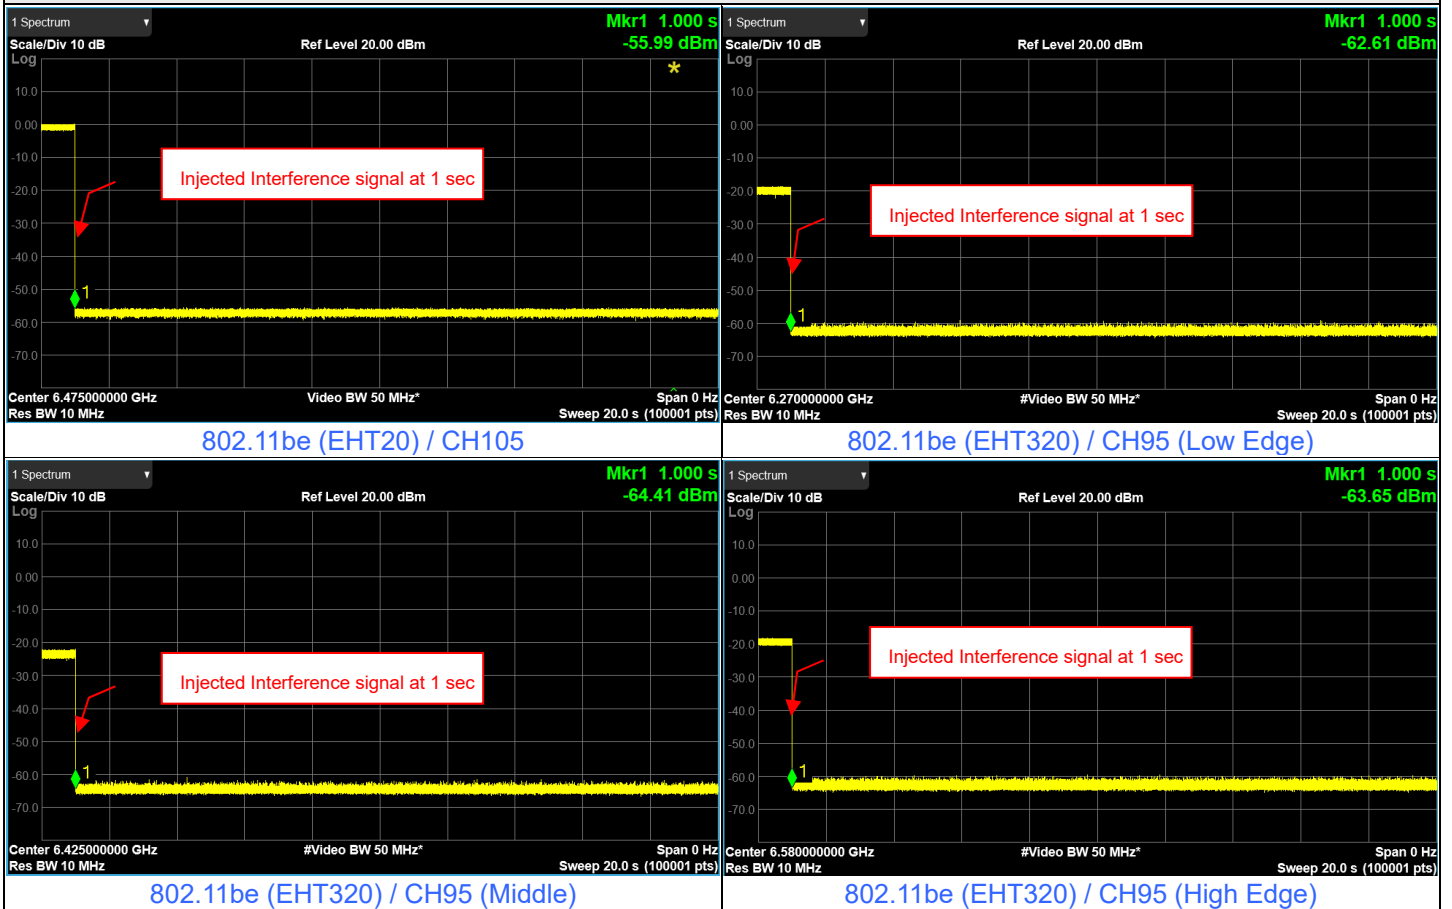 1 Spectrum
Mkr1 1.000 s
Scale/Div 10 dB
Ref Level 20.00 dBm
-55.99 dBm
Log
10.0
0.00
-10.0
-20.0
-30.0
-40.0
-50.0
-60.0
-70.0
Injected Interference signal at 1 sec
1
Center 6.475000000 GHz
Video BW 50 MHz*
Span 0 Hz
Res BW 10 MHz
Sweep 20.0 s (100001 pts)
802.11be (EHT20) / CH105
1 Spectrum
Mkr1 1.000 s
Scale/Div 10 dB
Ref Level 20.00 dBm
-62.61 dBm
Log
10.0
0.00
-10.0
-20.0
-30.0
-40.0
-50.0
-60.0
-70.0
Injected Interference signal at 1 sec
1
Center 6.270000000 GHz
#Video BW 50 MHz*
Span 0 Hz
Res BW 10 MHz
Sweep 20.0 s (100001 pts)
802.11be (EHT320) / CH95 (Low Edge)
1 Spectrum
Mkr1 1.000 s
Scale/Div 10 dB
Ref Level 20.00 dBm
-64.41 dBm
Log
10.0
0.00
-10.0
-20.0
-30.0
-40.0
-50.0
-60.0
-70.0
Injected Interference signal at 1 sec
1
Center 6.425000000 GHz
#Video BW 50 MHz*
Span 0 Hz
Res BW 10 MHz
Sweep 20.0 s (100001 pts)
802.11be (EHT320) / CH95 (Middle)
1 Spectrum
Mkr1 1.000 s
Scale/Div 10 dB
Ref Level 20.00 dBm
-63.65 dBm
Log
10.0
0.00
-10.0
-20.0
-30.0
-40.0
-50.0
-60.0
-70.0
Injected Interference signal at 1 sec
1
Center 6.580000000 GHz
#Video BW 50 MHz*
Span 0 Hz
Res BW 10 MHz
Sweep 20.0 s (100001 pts)
802.11be (EHT320) / CH95 (High Edge)